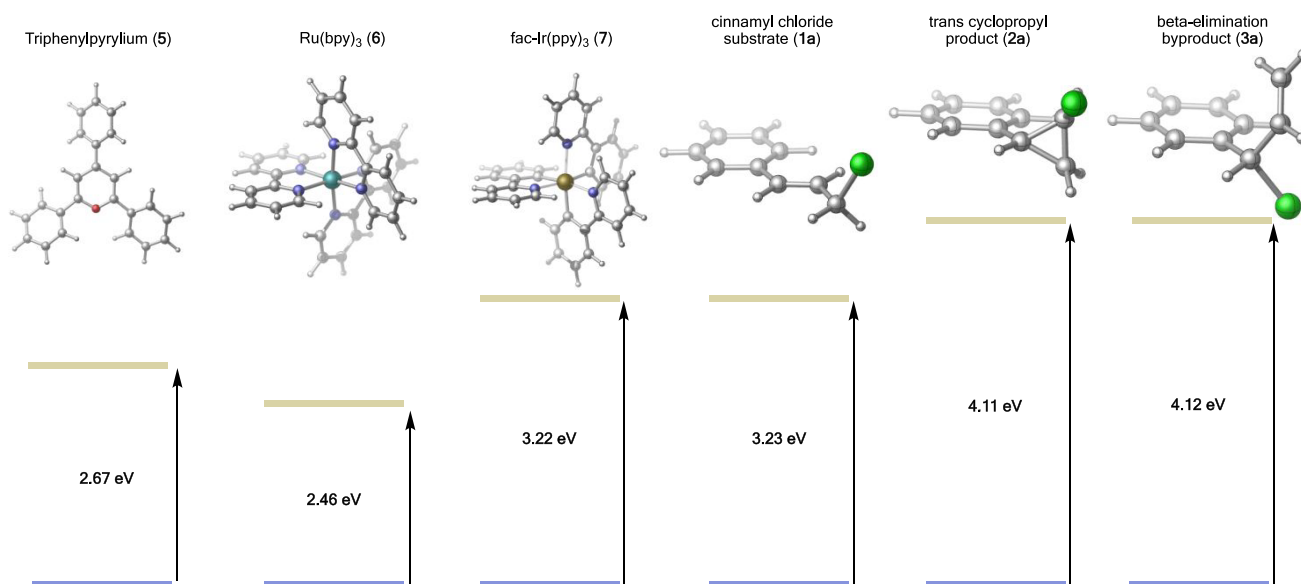 Triphenylpyrylium (5)
Ru(bpy)3 (6)
fac-Ir(ppy)3 (7)
cinnamyl chloride
substrate (1a)
trans cyclopropyl
product (2a)
beta-elimination
byproduct (3a)
2.67 eV
2.46 eV
3.22 eV
3.23 eV
4.11 eV
4.12 eV